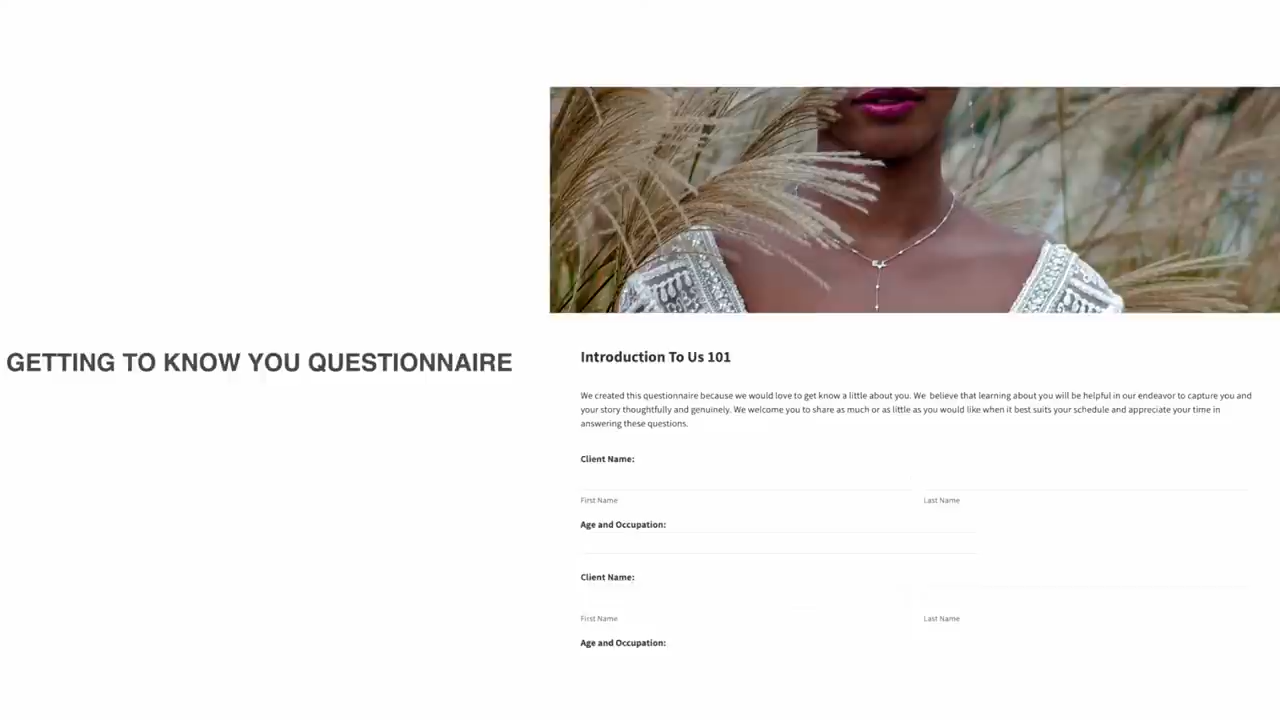 GETTING TO KNOW YOU QUESTIONNAIRE
Introduction To Us 101
We created this questionnaire because we would love to get know a little about you. We believe that learning about you will be helpful in our endeavor to capture you and
your story thoughtfully and genuinely. We welcome you to share as much or as little as you would like when it best suits your schedule and appreciate your time in
answering these questions.
Client Name:
First Name Last Name
Age and Occupation:
Client Name:
First Name Last Name
Age and Occupation: